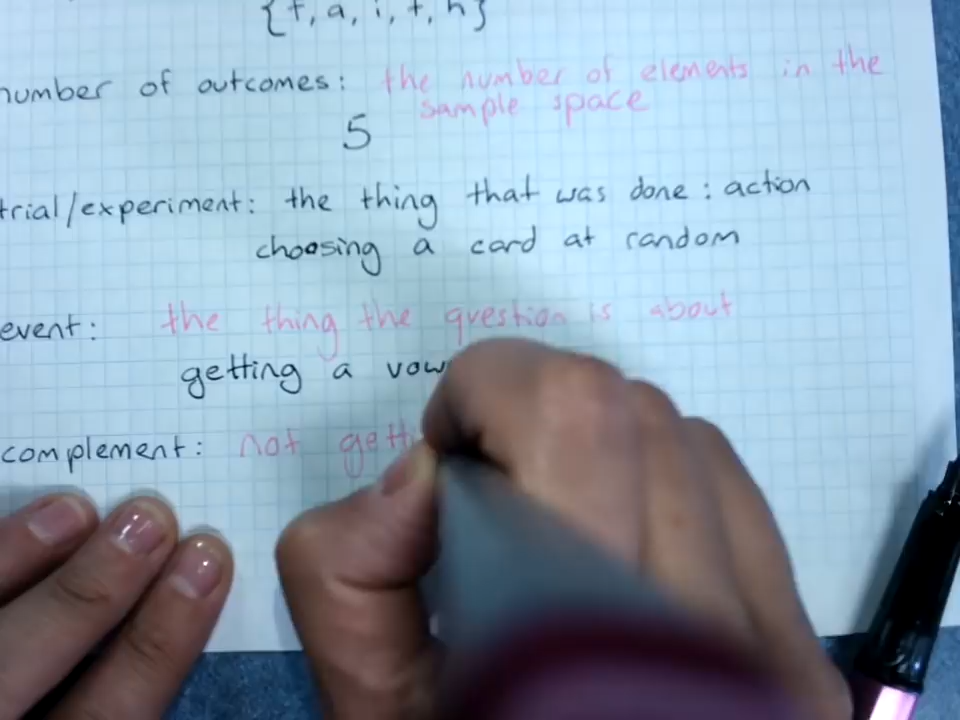 {f, a, i, t, h}
number of outcomes: the number of elements in the
sample space
5
trial/experiment: the thing that was done: action
choosing a card at random
event: the thing the question is about
getting a vow
complement: not gett